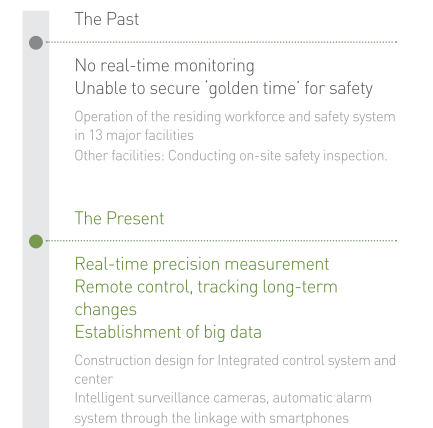 The Past
No real-time monitoring
Unable to secure 'golden time' for safety
Operation of the residing workforce and safety system
in 13 major facilities
Other facilities: Conducting on-site safety inspection.
The Present
Real-time precision measurement
Remote control, tracking long-term
changes
Establishment of big data
Construction design for Integrated control system and
center
Intelligent surveillance cameras, automatic alarm
system through the linkage with smartphones